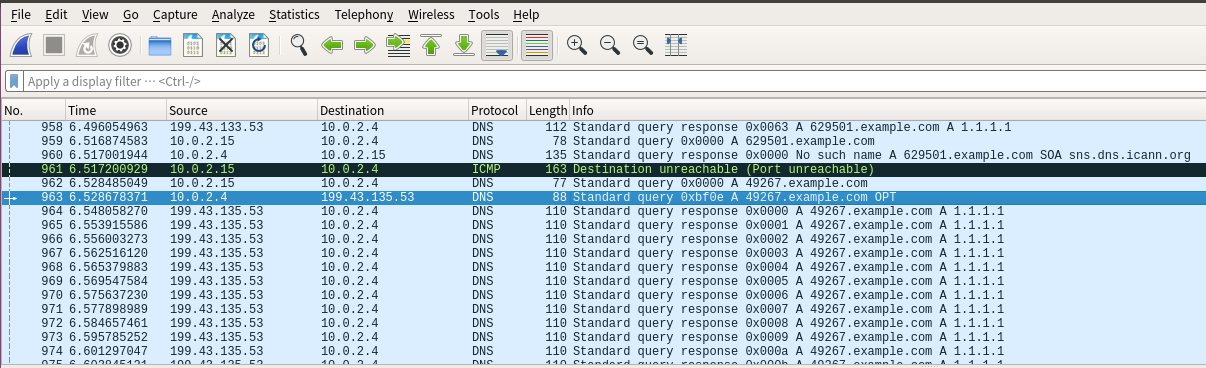 File Edit View Go Capture Analyze Statistics Telephony Wireless Tools Help
Apply a display filter ··· <Ctrl-/>
No. Time Source Destination Protocol Length Info
958 6.496054963 199.43.133.53 10.0.2.4 DNS 112 Standard query response 0x0063 A 629501.example.com A 1.1.1.1
959 6.516874583 10.0.2.15 10.0.2.4 DNS 78 Standard query 0x0000 A 629501.example.com
960 6.517001944 10.0.2.4 10.0.2.15 DNS 135 Standard query response 0x0000 No such name A 629501.example.com SOA sns.dns.icann.org
961 6.517200929 10.0.2.15 10.0.2.4 ICMP 163 Destination unreachable (Port unreachable)
962 6.528485049 10.0.2.15 10.0.2.4 DNS 77 Standard query 0x0000 A 49267.example.com
963 6.528678371 10.0.2.4 199.43.135.53 DNS 88 Standard query 0xbf0e A 49267.example.com OPT
964 6.548058270 199.43.135.53 10.0.2.4 DNS 110 Standard query response 0x0000 A 49267.example.com A 1.1.1.1
965 6.553915586 199.43.135.53 10.0.2.4 DNS 110 Standard query response 0x0001 A 49267.example.com A 1.1.1.1
966 6.556003273 199.43.135.53 10.0.2.4 DNS 110 Standard query response 0x0002 A 49267.example.com A 1.1.1.1
967 6.562516120 199.43.135.53 10.0.2.4 DNS 110 Standard query response 0x0003 A 49267.example.com A 1.1.1.1
968 6.565379883 199.43.135.53 10.0.2.4 DNS 110 Standard query response 0x0004 A 49267.example.com A 1.1.1.1
969 6.569547584 199.43.135.53 10.0.2.4 DNS 110 Standard query response 0x0005 A 49267.example.com A 1.1.1.1
970 6.575637230 199.43.135.53 10.0.2.4 DNS 110 Standard query response 0x0006 A 49267.example.com A 1.1.1.1
971 6.577898989 199.43.135.53 10.0.2.4 DNS 110 Standard query response 0x0007 A 49267.example.com A 1.1.1.1
972 6.584657461 199.43.135.53 10.0.2.4 DNS 110 Standard query response 0x0008 A 49267.example.com A 1.1.1.1
973 6.595785252 199.43.135.53 10.0.2.4 DNS 110 Standard query response 0x0009 A 49267.example.com A 1.1.1.1
974 6.601297047 199.43.135.53 10.0.2.4 DNS 110 Standard query response 0x000a A 49267.example.com A 1.1.1.1